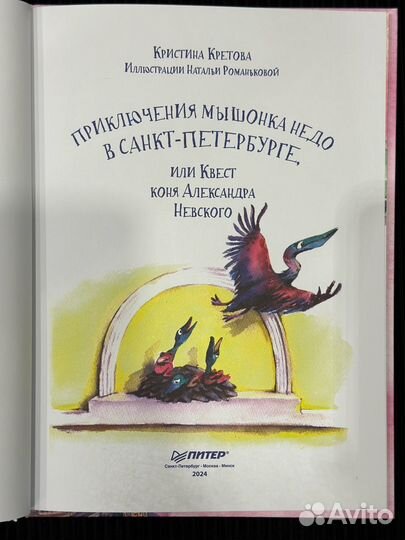 Кристина Кретова
Иллюстрации Натальи Романьковой
ПРИКЛЮЧЕНИЯ МЫШОНКА НЕДО
В САНКТ-ПЕТЕРБУРГЕ,
или Квест
коня Александра
Невского
ПИТЕР®
Санкт-Петербург • Москва • Минск
2024
Avito